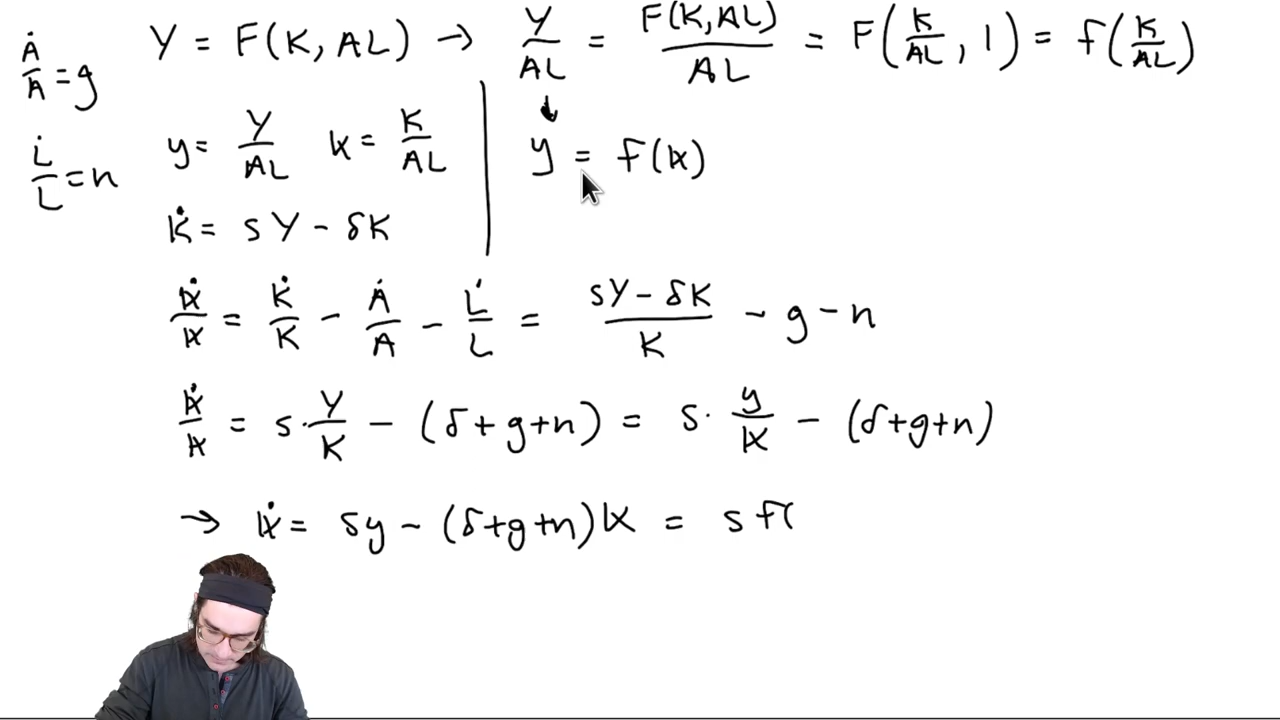 Ȧ/A = g
L̇/L = n
Y = F(K, AL) → Y/AL = F(K, AL)/AL = F(K/AL, 1) = f(K/AL)
y = Y/AL k = K/AL
y = f(k)
K̇ = sY - δK
k̇/k = K̇/K - Ȧ/A - L̇/L = (sY - δK)/K - g - n
k̇/k = s · Y/K - (δ + g + n) = s · y/k - (δ + g + n)
→ k̇ = sy - (δ + g + n)k = s f(